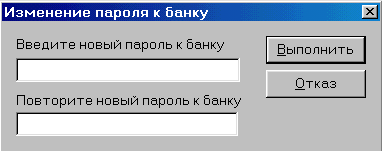 Изменение пароля к банку
Введите новый пароль к банку
Выполнить
Отказ
Повторите новый пароль к банку